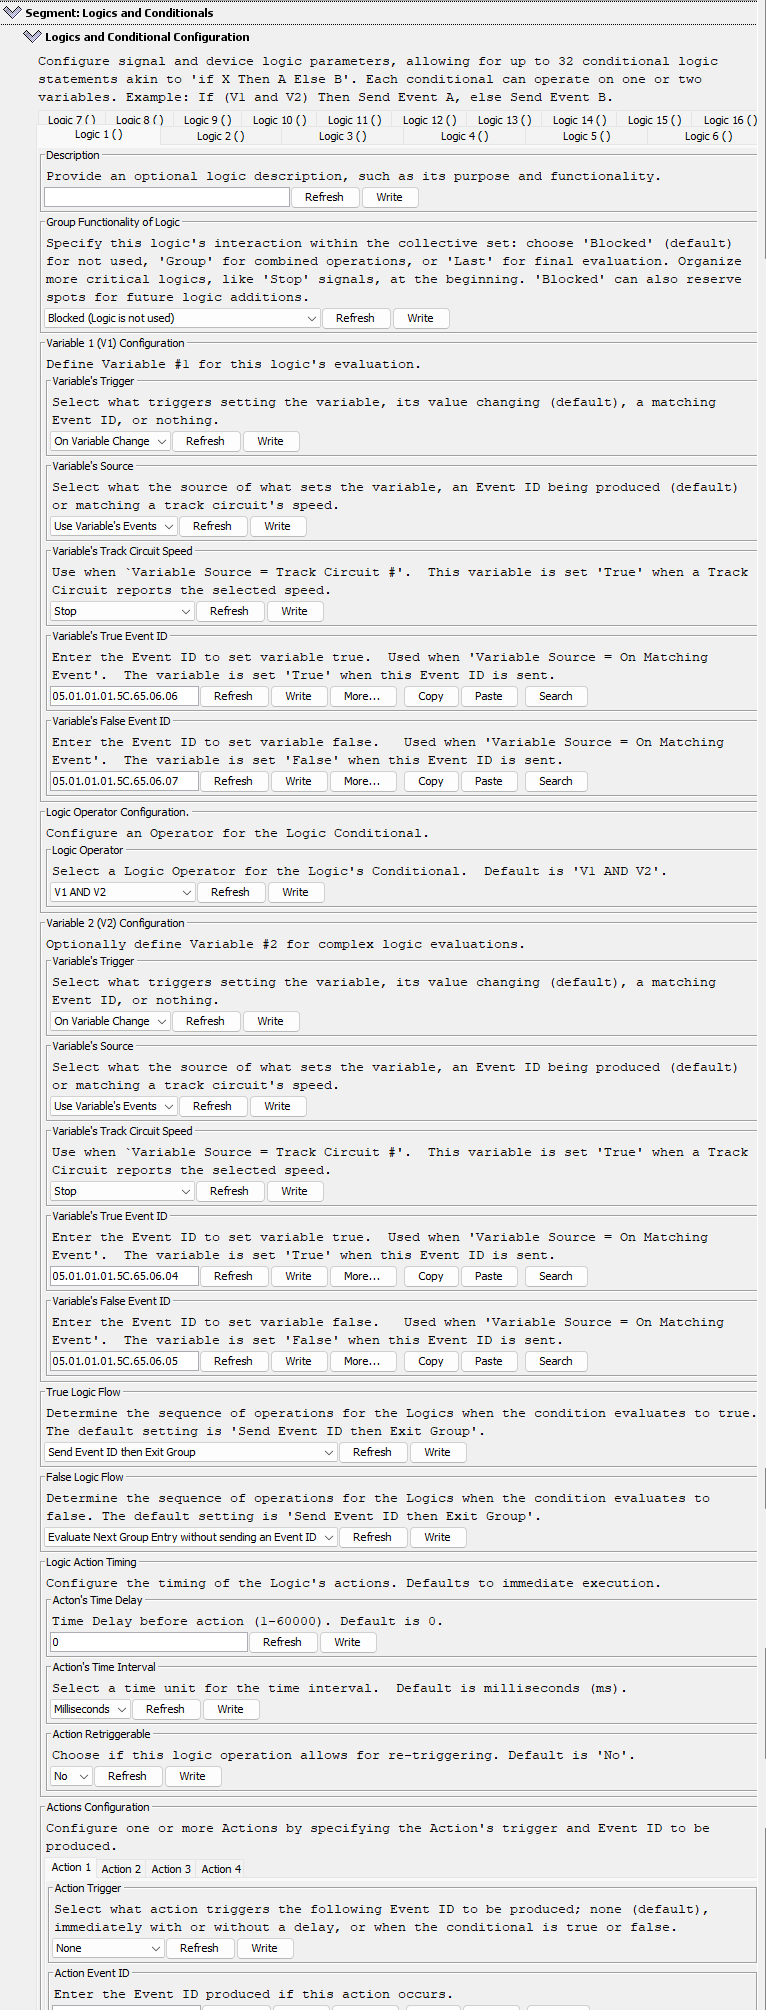 Segment: Logics and Conditionals
Logics and Conditional Configuration
Configure signal and device logic parameters, allowing for up to 32 conditional logic
statements akin to 'if X Then A Else B'. Each conditional can operate on one or two
variables. Example: If (V1 and V2) Then Send Event A, else Send Event B.
Logic 7 () Logic 8 () Logic 9 () Logic 10 () Logic 11 () Logic 12 () Logic 13 () Logic 14 () Logic 15 () Logic 16 ()
Logic 1 () Logic 2 () Logic 3 () Logic 4 () Logic 5 () Logic 6 ()
Description
Provide an optional logic description, such as its purpose and functionality.
Refresh Write
Group Functionality of Logic
Specify this logic's interaction within the collective set: choose 'Blocked' (default)
for not used, 'Group' for combined operations, or 'Last' for final evaluation. Organize
more critical logics, like 'Stop' signals, at the beginning. 'Blocked' can also reserve
spots for future logic additions.
Blocked (Logic is not used) Refresh Write
Variable 1 (V1) Configuration
Define Variable #1 for this logic's evaluation.
Variable's Trigger
Select what triggers setting the variable, its value changing (default), a matching
Event ID, or nothing.
On Variable Change Refresh Write
Variable's Source
Select what the source of what sets the variable, an Event ID being produced (default)
or matching a track circuit's speed.
Use Variable's Events Refresh Write
Variable's Track Circuit Speed
Use when `Variable Source = Track Circuit #'.  This variable is set 'True' when a Track
Circuit reports the selected speed.
Stop Refresh Write
Variable's True Event ID
Enter the Event ID to set variable true.  Used when 'Variable Source = On Matching
Event'.  The variable is set 'True' when this Event ID is sent.
05.01.01.01.5C.65.06.06 Refresh Write More... Copy Paste Search
Variable's False Event ID
Enter the Event ID to set variable false.   Used when 'Variable Source = On Matching
Event'.  The variable is set 'False' when this Event ID is sent.
05.01.01.01.5C.65.06.07 Refresh Write More... Copy Paste Search
Logic Operator Configuration.
Configure an Operator for the Logic Conditional.
Logic Operator
Select a Logic Operator for the Logic's Conditional.  Default is 'V1 AND V2'.
V1 AND V2 Refresh Write
Variable 2 (V2) Configuration
Optionally define Variable #2 for complex logic evaluations.
Variable's Trigger
Select what triggers setting the variable, its value changing (default), a matching
Event ID, or nothing.
On Variable Change Refresh Write
Variable's Source
Select what the source of what sets the variable, an Event ID being produced (default)
or matching a track circuit's speed.
Use Variable's Events Refresh Write
Variable's Track Circuit Speed
Use when `Variable Source = Track Circuit #'.  This variable is set 'True' when a Track
Circuit reports the selected speed.
Stop Refresh Write
Variable's True Event ID
Enter the Event ID to set variable true.  Used when 'Variable Source = On Matching
Event'.  The variable is set 'True' when this Event ID is sent.
05.01.01.01.5C.65.06.04 Refresh Write More... Copy Paste Search
Variable's False Event ID
Enter the Event ID to set variable false.   Used when 'Variable Source = On Matching
Event'.  The variable is set 'False' when this Event ID is sent.
05.01.01.01.5C.65.06.05 Refresh Write More... Copy Paste Search
True Logic Flow
Determine the sequence of operations for the Logics when the condition evaluates to true.
The default setting is 'Send Event ID then Exit Group'.
Send Event ID then Exit Group Refresh Write
False Logic Flow
Determine the sequence of operations for the Logics when the condition evaluates to
false. The default setting is 'Send Event ID then Exit Group'.
Evaluate Next Group Entry without sending an Event ID Refresh Write
Logic Action Timing
Configure the timing of the Logic's actions. Defaults to immediate execution.
Acton's Time Delay
Time Delay before action (1-60000). Default is 0.
0 Refresh Write
Action's Time Interval
Select a time unit for the time interval.  Default is milliseconds (ms).
Milliseconds Refresh Write
Action Retriggerable
Choose if this logic operation allows for re-triggering. Default is 'No'.
No Refresh Write
Actions Configuration
Configure one or more Actions by specifying the Action's trigger and Event ID to be
produced.
Action 1 Action 2 Action 3 Action 4
Action Trigger
Select what action triggers the following Event ID to be produced; none (default),
immediately with or without a delay, or when the conditional is true or false.
None Refresh Write
Action Event ID
Enter the Event ID produced if this action occurs.